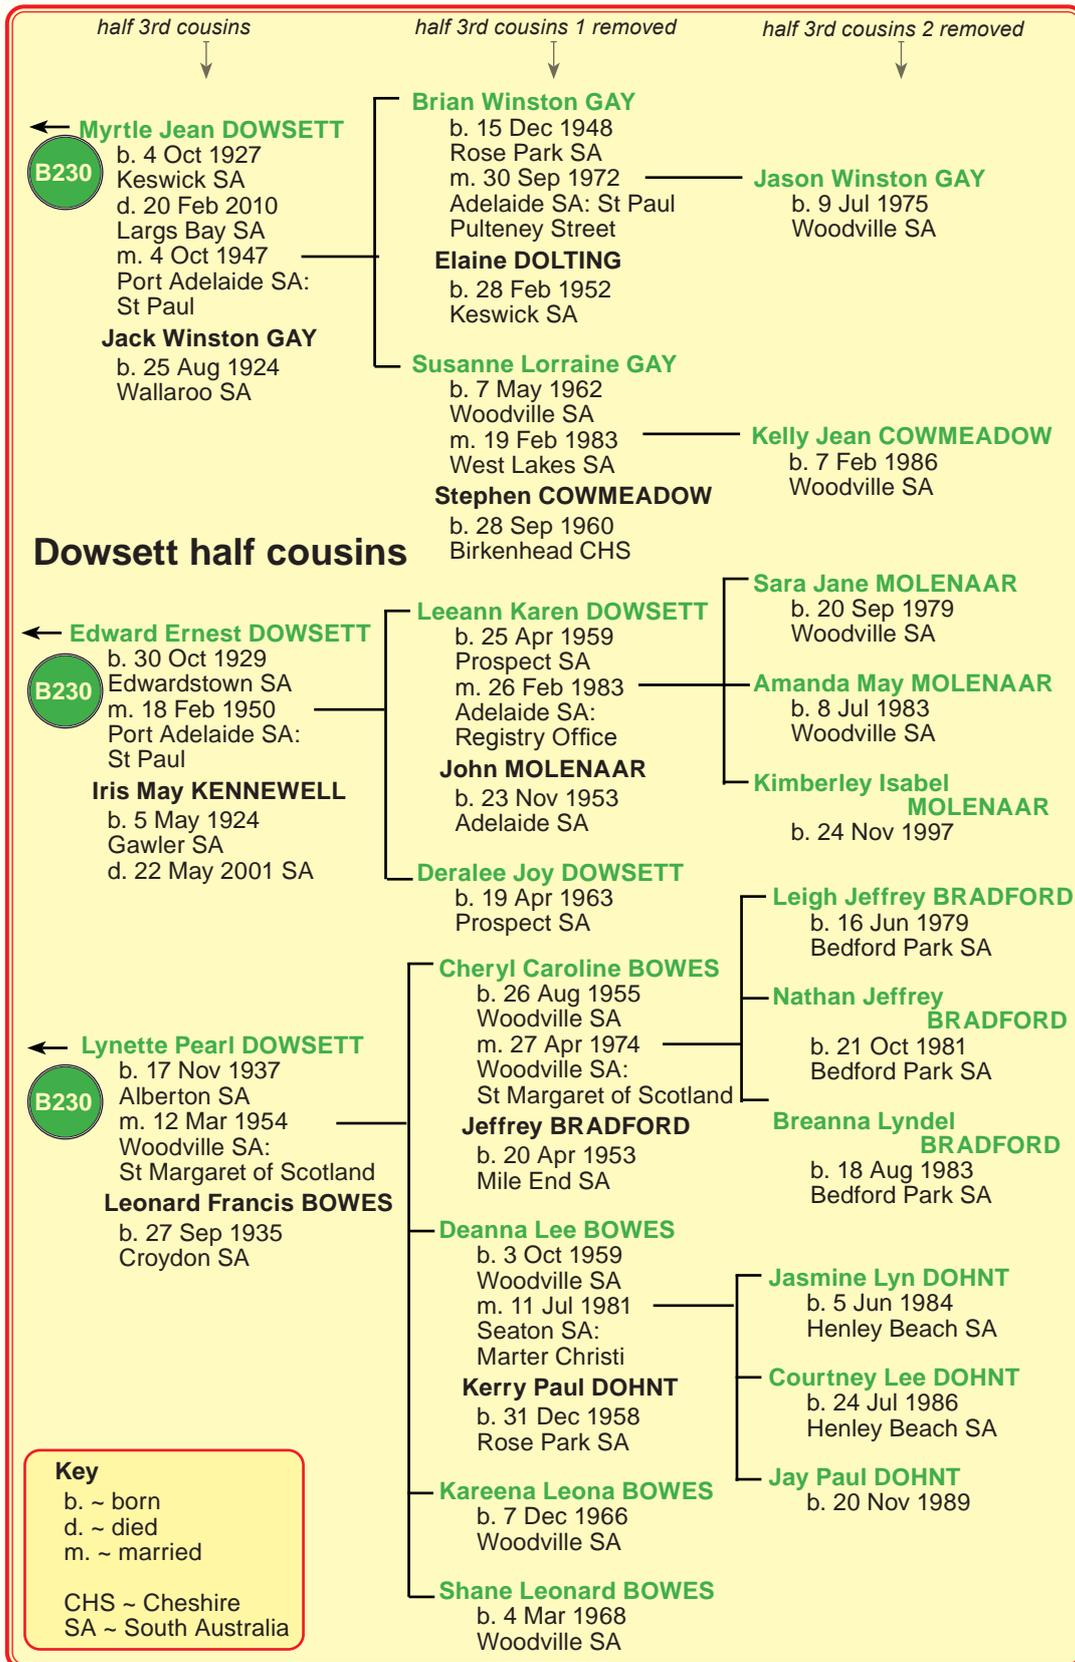 half 3rd cousins
half 3rd cousins 1 removed
half 3rd cousins 2 removed
Myrtle Jean DOWSETT
B230
b. 4 Oct 1927
Keswick SA
d. 20 Feb 2010
Largs Bay SA
m. 4 Oct 1947
Port Adelaide SA:
St Paul
Jack Winston GAY
b. 25 Aug 1924
Wallaroo SA
Brian Winston GAY
b. 15 Dec 1948
Rose Park SA
m. 30 Sep 1972
Adelaide SA: St Paul
Pulteney Street
Elaine DOLTING
b. 28 Feb 1952
Keswick SA
Jason Winston GAY
b. 9 Jul 1975
Woodville SA
Susanne Lorraine GAY
b. 7 May 1962
Woodville SA
m. 19 Feb 1983
West Lakes SA
Stephen COWMEADOW
b. 28 Sep 1960
Birkenhead CHS
Kelly Jean COWMEADOW
b. 7 Feb 1986
Woodville SA
Dowsett half cousins
Edward Ernest DOWSETT
B230
b. 30 Oct 1929
Edwardstown SA
m. 18 Feb 1950
Port Adelaide SA:
St Paul
Iris May KENNEWELL
b. 5 May 1924
Gawler SA
d. 22 May 2001 SA
Leeann Karen DOWSETT
b. 25 Apr 1959
Prospect SA
m. 26 Feb 1983
Adelaide SA:
Registry Office
John MOLENAAR
b. 23 Nov 1953
Adelaide SA
Sara Jane MOLENAAR
b. 20 Sep 1979
Woodville SA
Amanda May MOLENAAR
b. 8 Jul 1983
Woodville SA
Kimberley Isabel
MOLENAAR
b. 24 Nov 1997
Deralee Joy DOWSETT
b. 19 Apr 1963
Prospect SA
Lynette Pearl DOWSETT
B230
b. 17 Nov 1937
Alberton SA
m. 12 Mar 1954
Woodville SA:
St Margaret of Scotland
Leonard Francis BOWES
b. 27 Sep 1935
Croydon SA
Cheryl Caroline BOWES
b. 26 Aug 1955
Woodville SA
m. 27 Apr 1974
Woodville SA:
St Margaret of Scotland
Jeffrey BRADFORD
b. 20 Apr 1953
Mile End SA
Leigh Jeffrey BRADFORD
b. 16 Jun 1979
Bedford Park SA
Nathan Jeffrey
BRADFORD
b. 21 Oct 1981
Bedford Park SA
Breanna Lyndel
BRADFORD
b. 18 Aug 1983
Bedford Park SA
Deanna Lee BOWES
b. 3 Oct 1959
Woodville SA
m. 11 Jul 1981
Seaton SA:
Marter Christi
Kerry Paul DOHNT
b. 31 Dec 1958
Rose Park SA
Jasmine Lyn DOHNT
b. 5 Jun 1984
Henley Beach SA
Courtney Lee DOHNT
b. 24 Jul 1986
Henley Beach SA
Jay Paul DOHNT
b. 20 Nov 1989
Kareena Leona BOWES
b. 7 Dec 1966
Woodville SA
Shane Leonard BOWES
b. 4 Mar 1968
Woodville SA
Key
b. ~ born
d. ~ died
m. ~ married
CHS ~ Cheshire
SA ~ South Australia